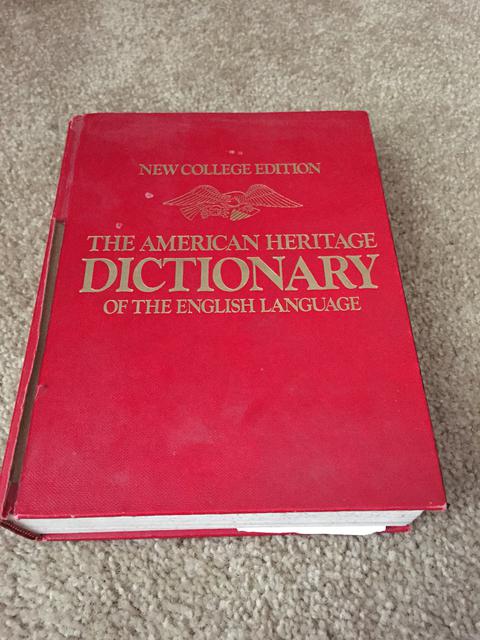 NEW COLLEGE EDITION
THE AMERICAN HERITAGE
DICTIONARY
OF THE ENGLISH LANGUAGE